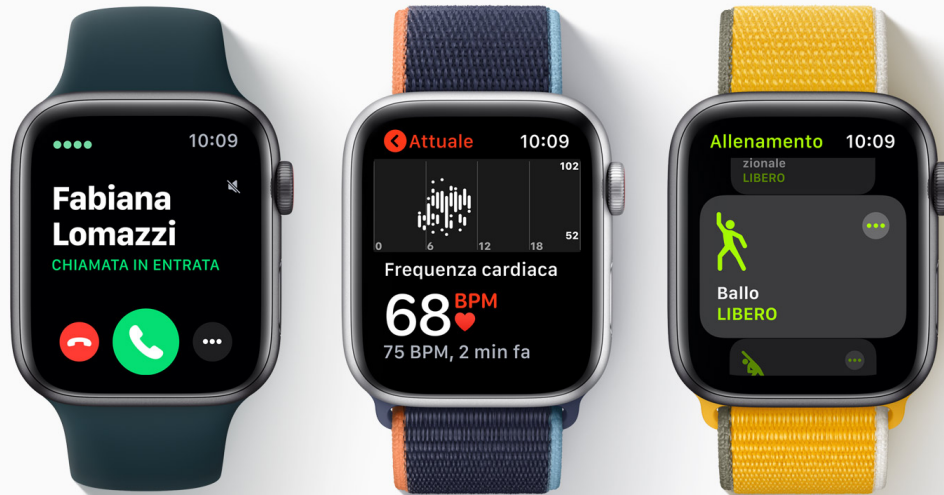 10:09
Fabiana
Lomazzi
CHIAMATA IN ENTRATA
Attuale 10:09
102
52
0 6 12 18
Frequenza cardiaca
68 BPM
75 BPM, 2 min fa
Allenamento 10:09
zionale
LIBERO
Ballo
LIBERO